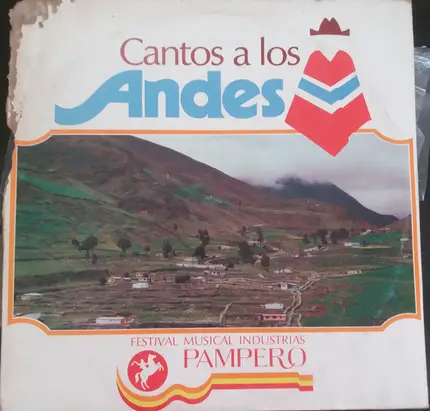 Cantos a los
Andes
FESTIVAL MUSICAL INDUSTRIAS
PAMPERO